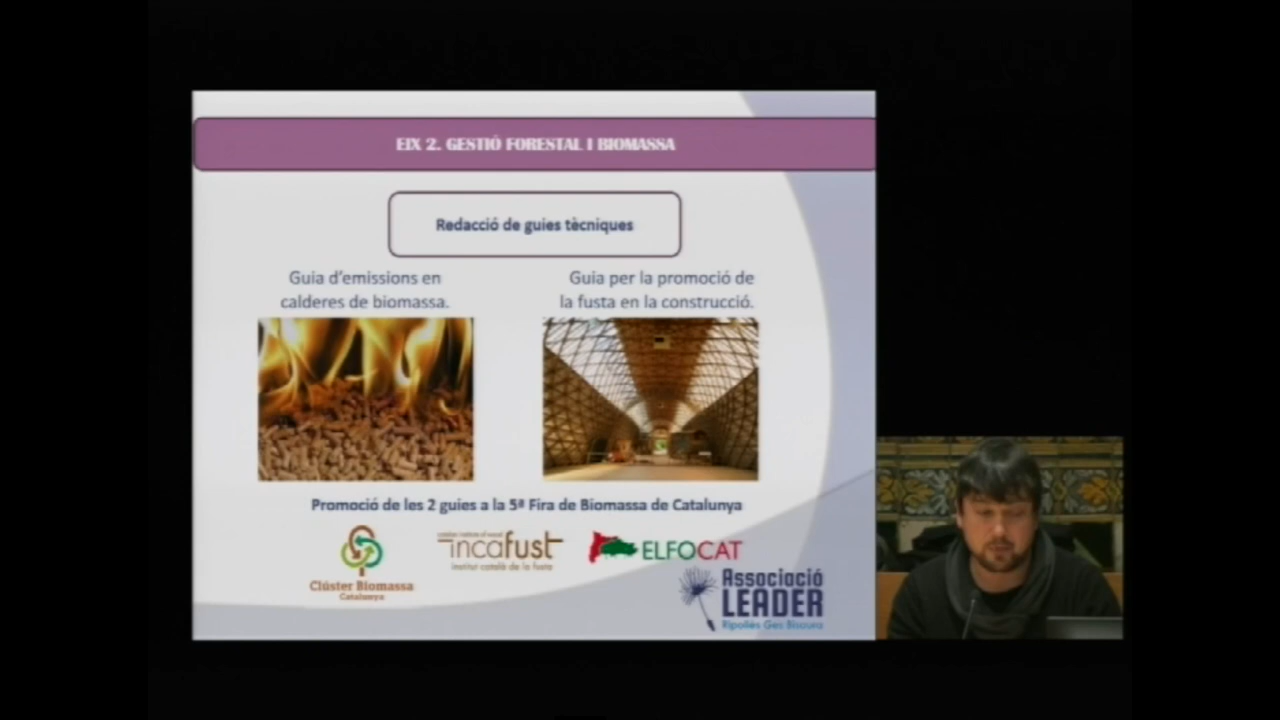 EIX 2. GESTIÓ FORESTAL I BIOMASSA
Redacció de guies tècniques
Guia d'emissions en
calderes de biomassa.
Guia per la promoció de
la fusta en la construcció.
Promoció de les 2 guies a la 5ª Fira de Biomassa de Catalunya
Clúster Biomassa
Catalunya
incafust
institut català de la fusta
ELFOCAT
Associació
LEADER
Ripollès Ges Bisaura